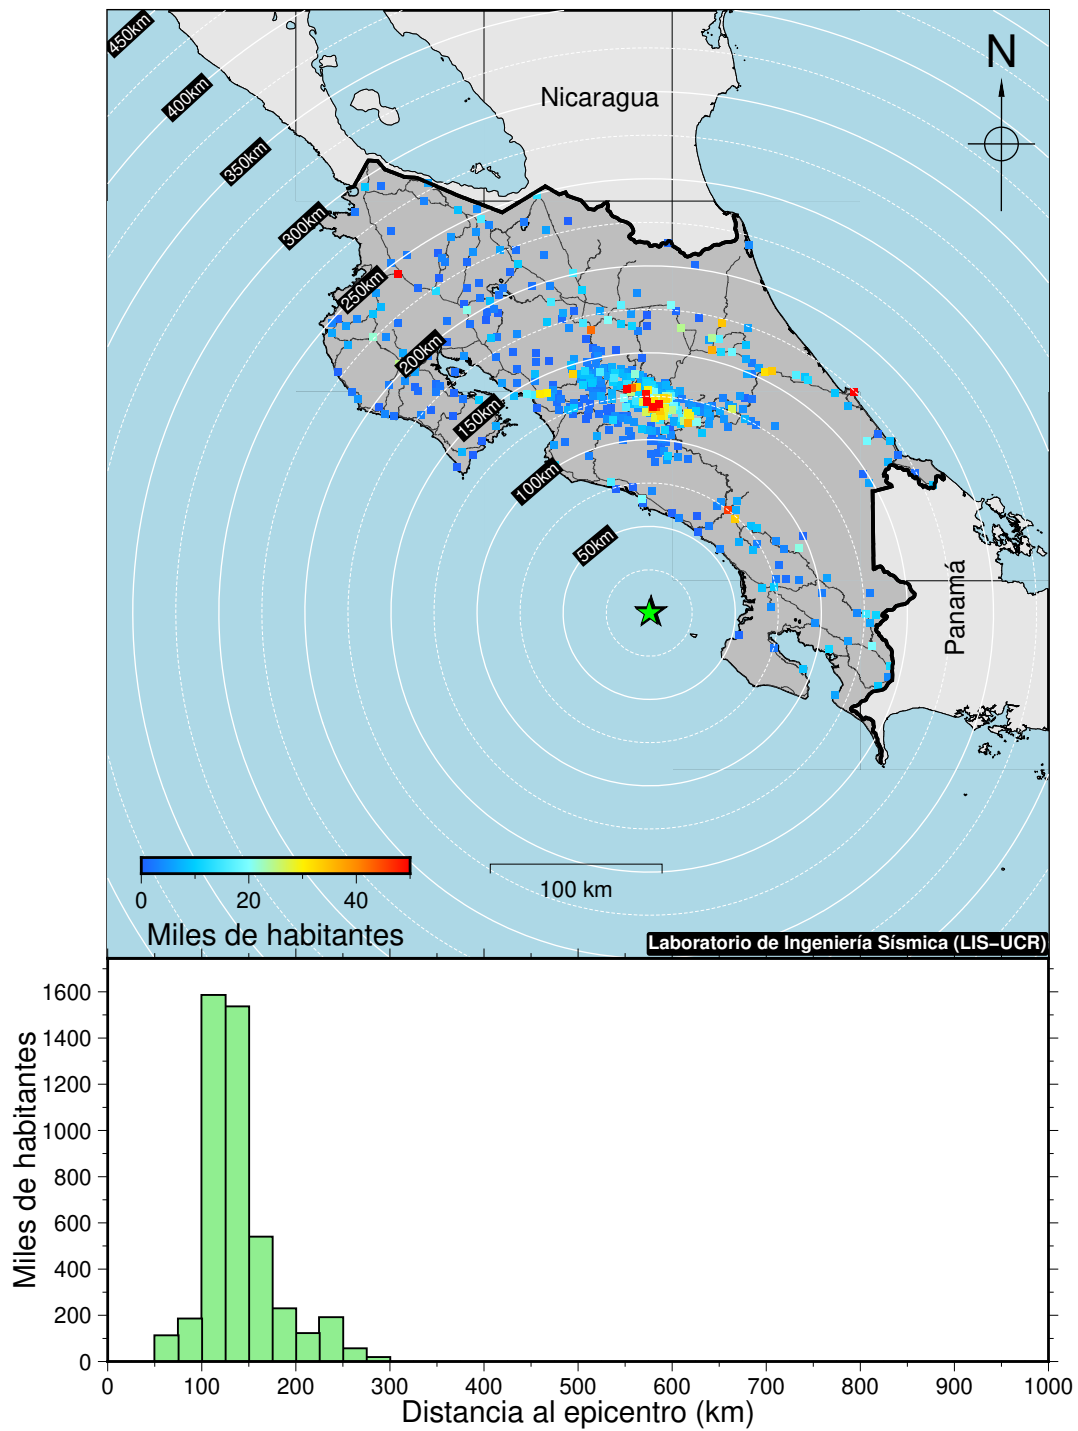 450km
400km
350km
300km
250km
200km
150km
100km
50km
Nicaragua
N
Panamá
0 20 40
Miles de habitantes
100 km
Laboratorio de Ingeniería Sísmica (LIS−UCR)
Miles de habitantes
1600
1400
1200
1000
800
600
400
200
0
0 100 200 300 400 500 600 700 800 900 1000
Distancia al epicentro (km)